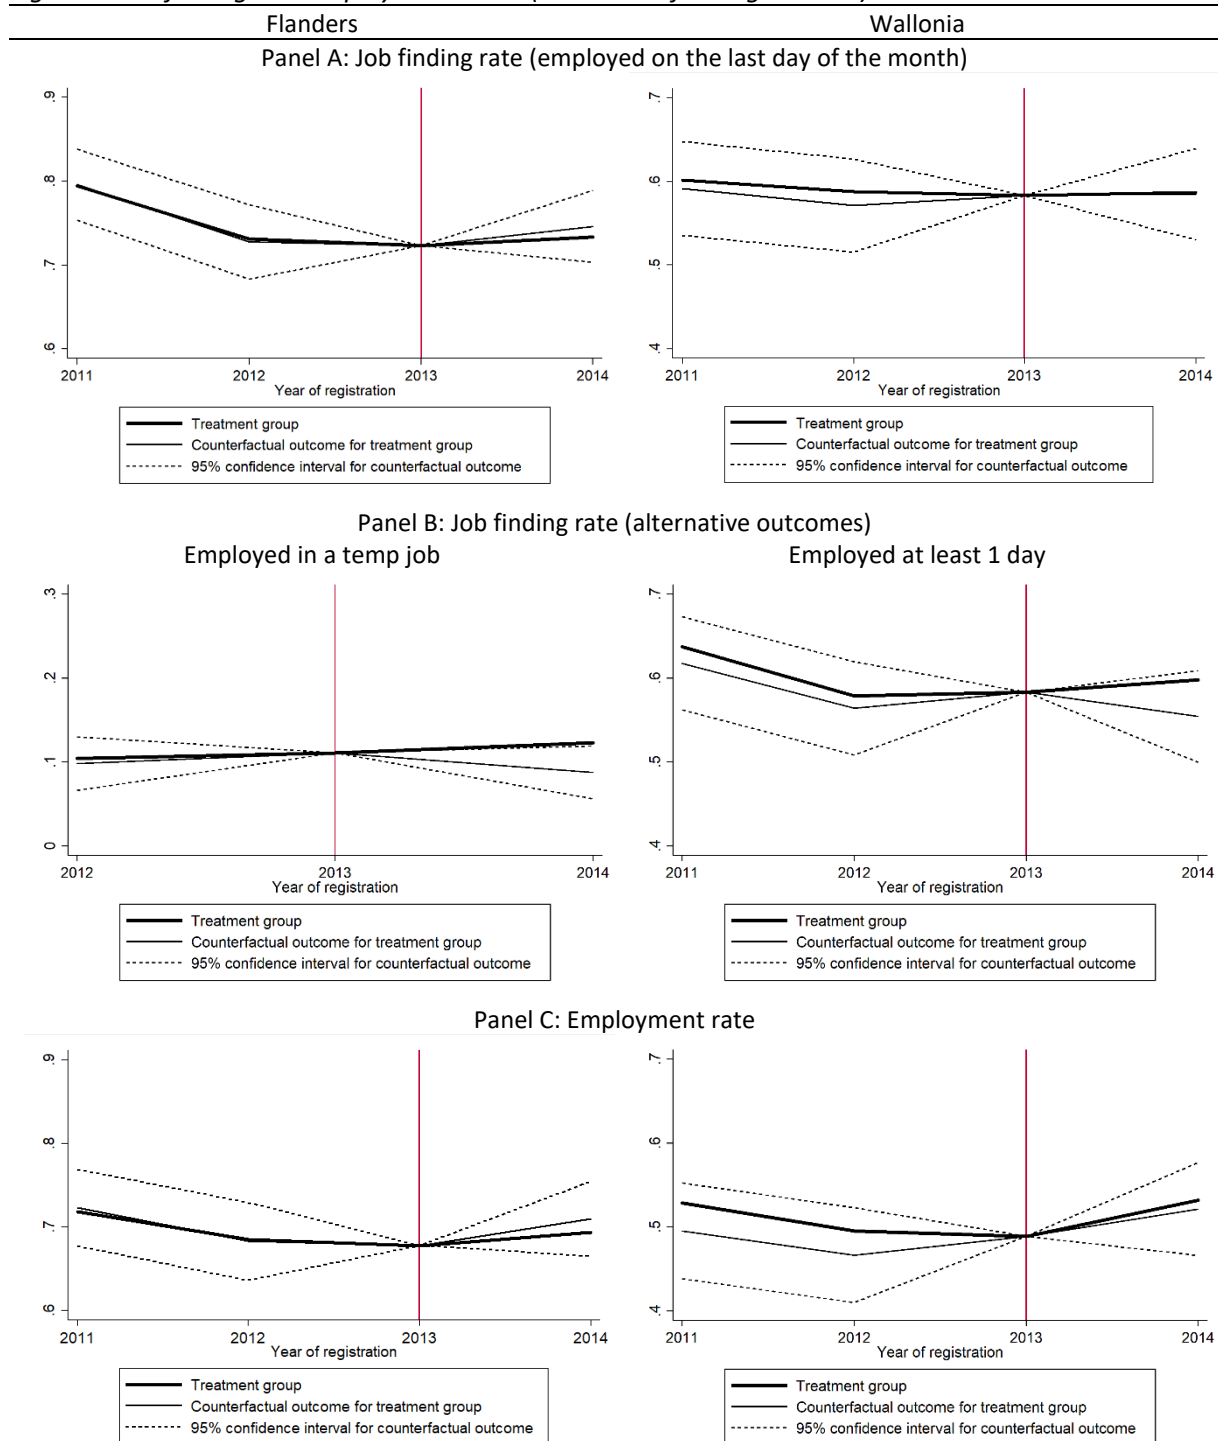 Flanders Wallonia
Panel A: Job finding rate (employed on the last day of the month)
.9
.8
.7
.6
2011 2012 2013 2014
Year of registration
Treatment group
Counterfactual outcome for treatment group
95% confidence interval for counterfactual outcome
.7
.6
.5
.4
2011 2012 2013 2014
Year of registration
Treatment group
Counterfactual outcome for treatment group
95% confidence interval for counterfactual outcome
Panel B: Job finding rate (alternative outcomes)
Employed in a temp job Employed at least 1 day
.3
.2
.1
0
2012 2013 2014
Year of registration
Treatment group
Counterfactual outcome for treatment group
95% confidence interval for counterfactual outcome
.7
.6
.5
.4
2011 2012 2013 2014
Year of registration
Treatment group
Counterfactual outcome for treatment group
95% confidence interval for counterfactual outcome
Panel C: Employment rate
.9
.8
.7
.6
2011 2012 2013 2014
Year of registration
Treatment group
Counterfactual outcome for treatment group
95% confidence interval for counterfactual outcome
.7
.6
.5
.4
2011 2012 2013 2014
Year of registration
Treatment group
Counterfactual outcome for treatment group
95% confidence interval for counterfactual outcome